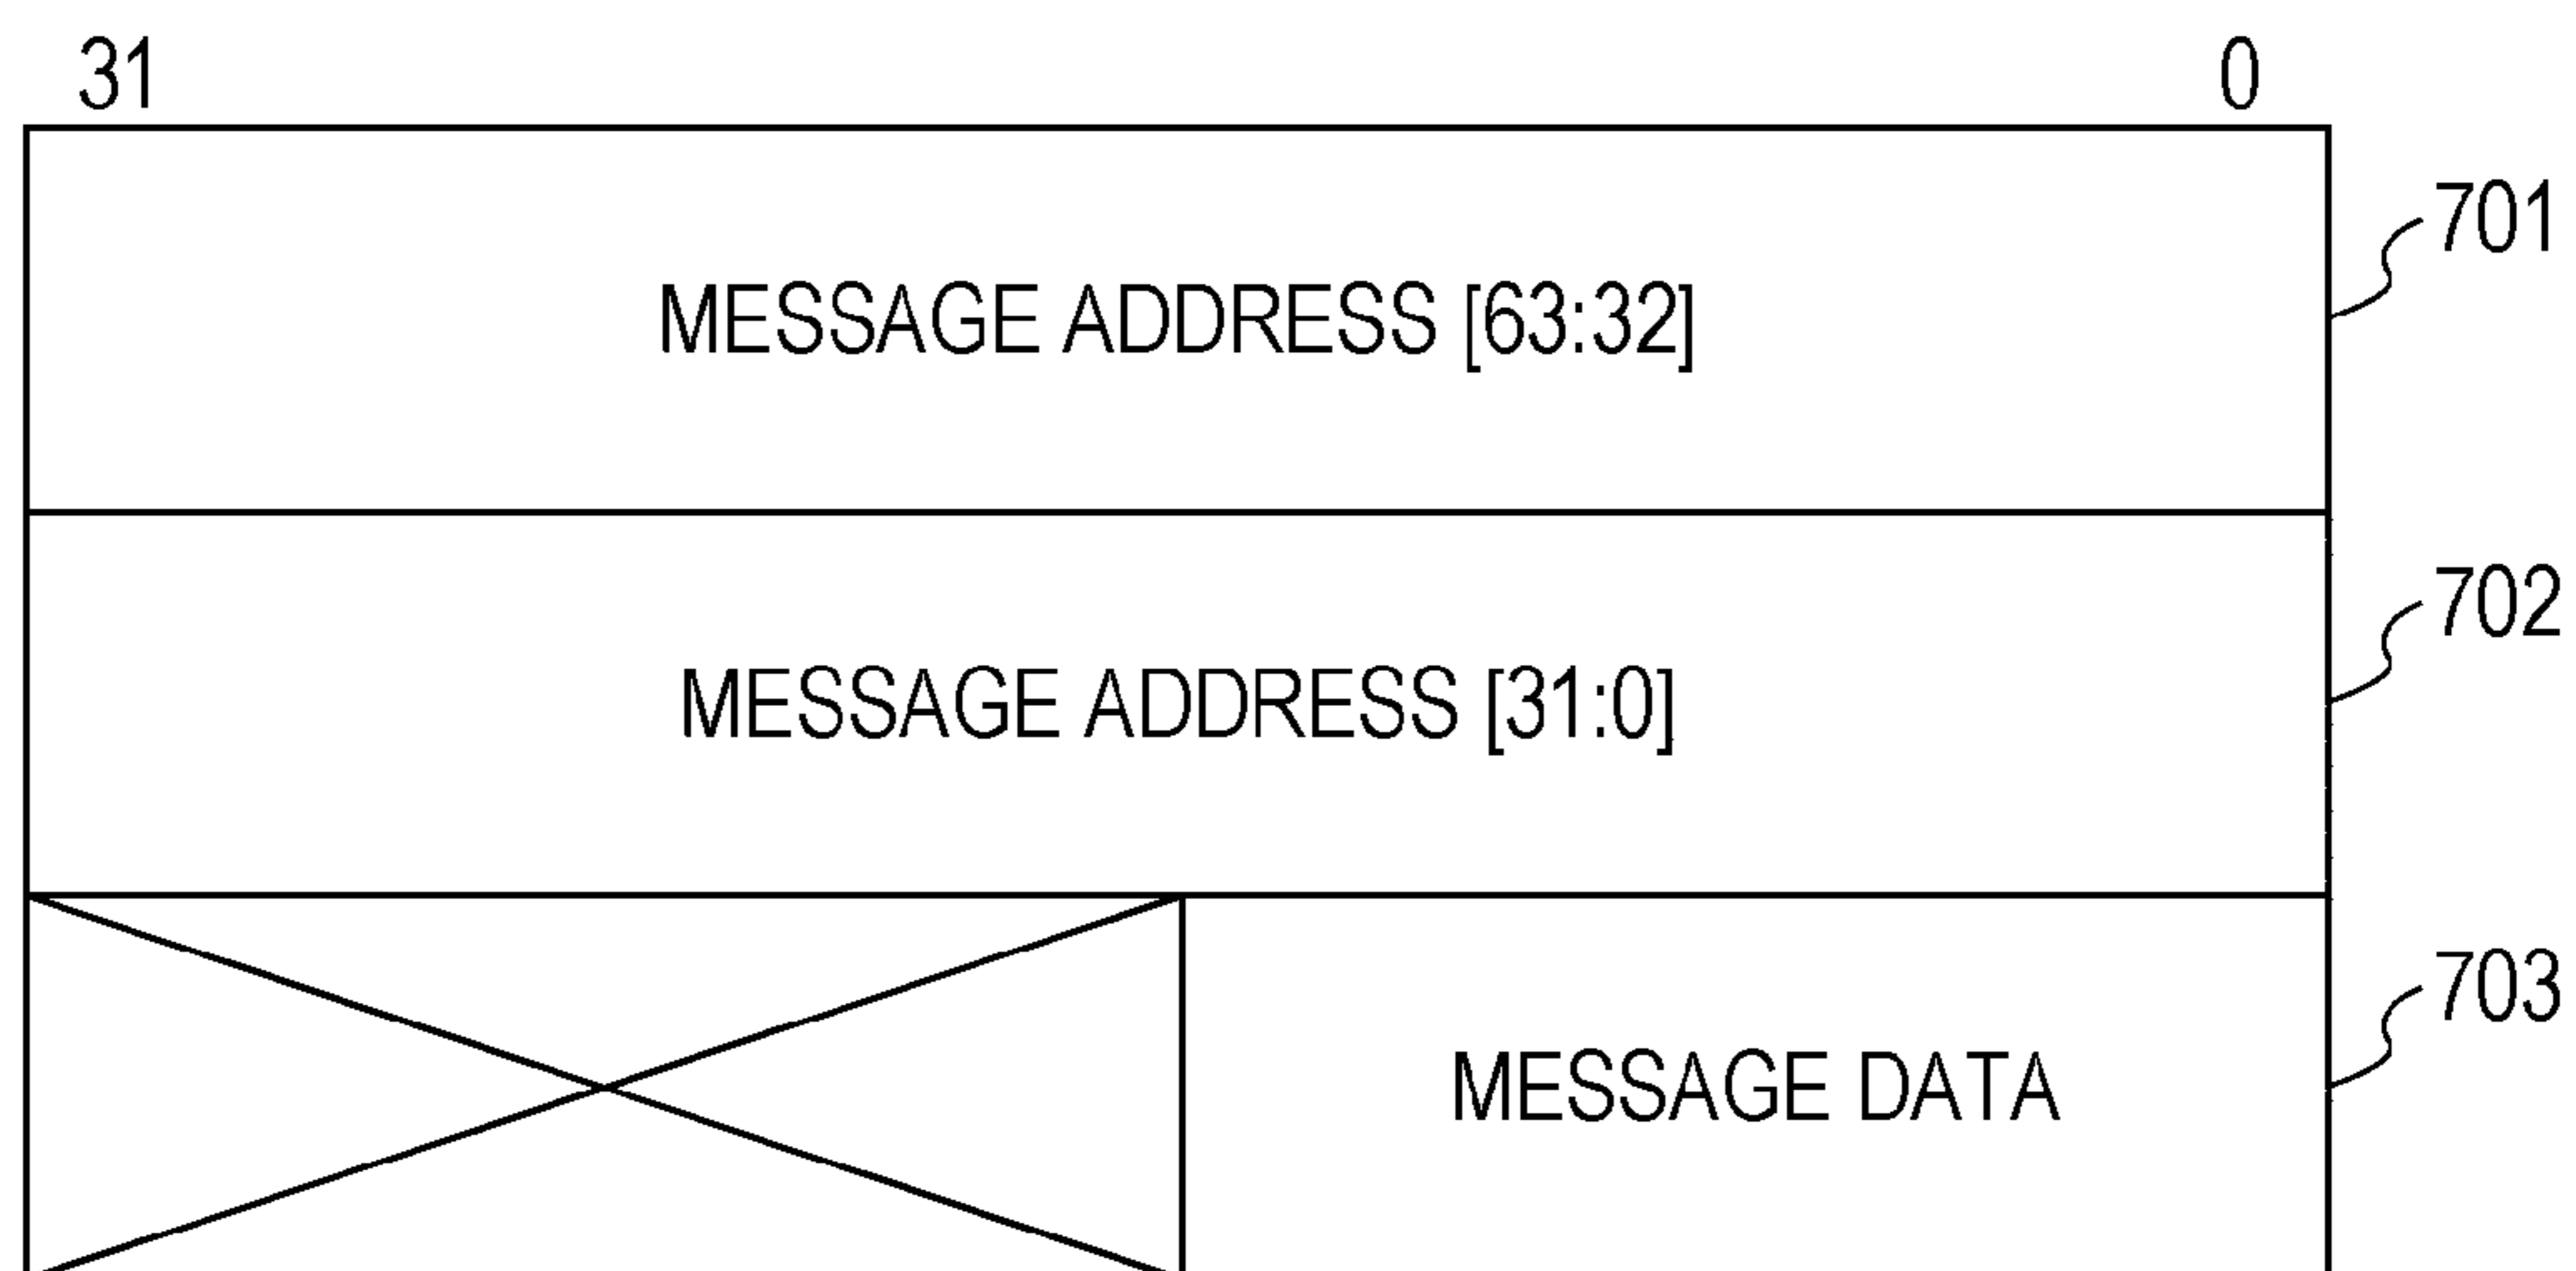 31 0
701
MESSAGE ADDRESS [63:32]
702
MESSAGE ADDRESS [31:0]
703
MESSAGE DATA